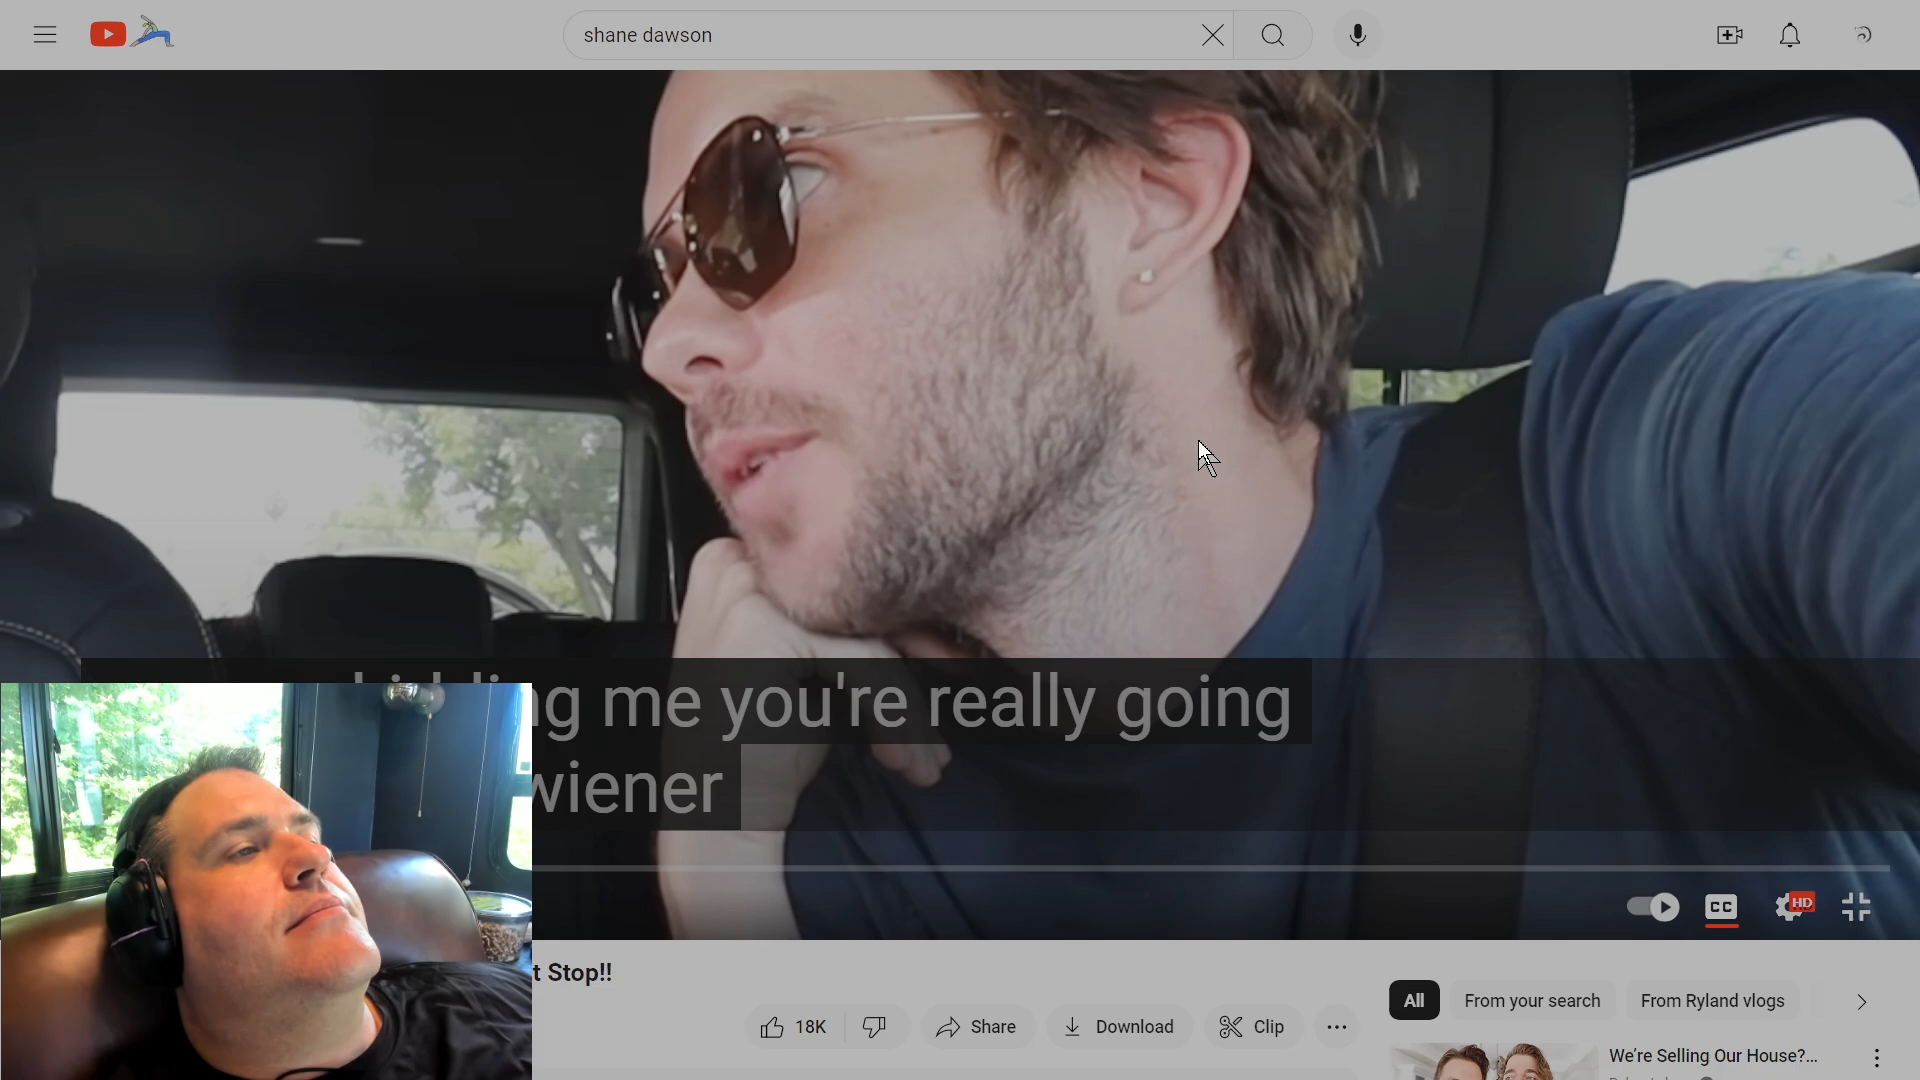 shane dawson
me you're really going
wiener
t Stop!!
18K
Share
Download
Clip
CC
HD
All
From your search
From Ryland vlogs
We're Selling Our House?...